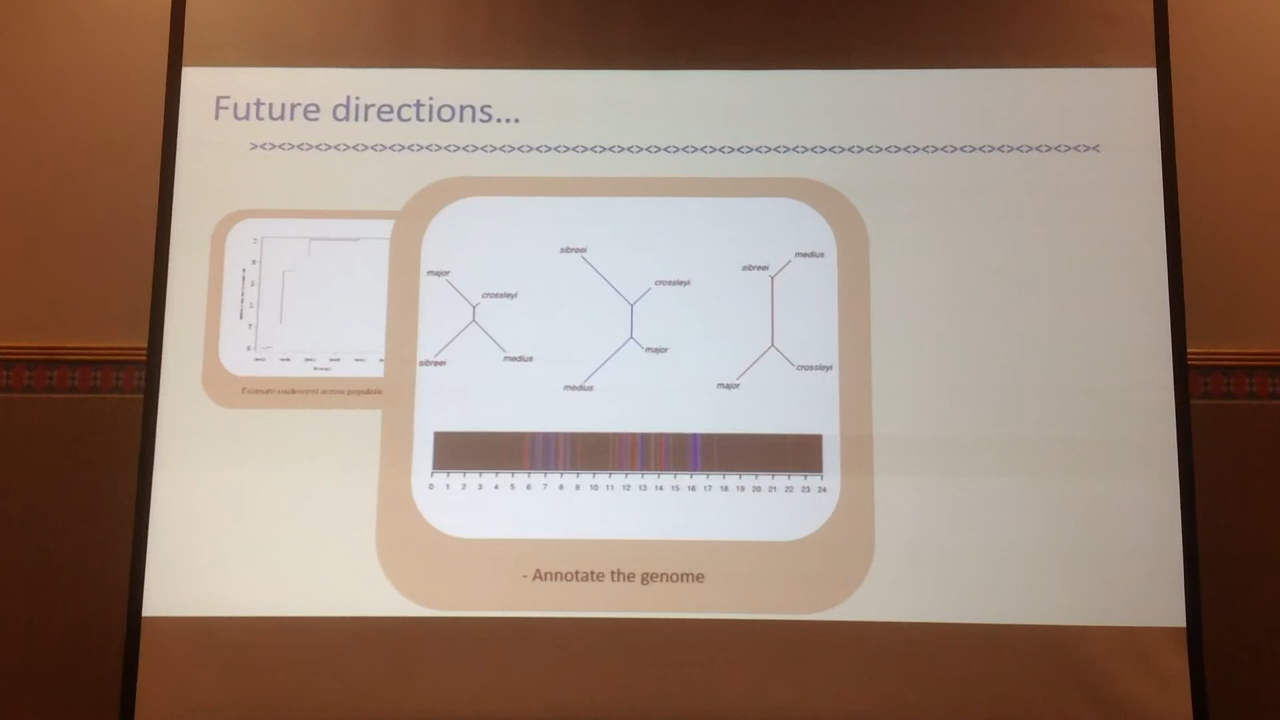 Future directions...
major
crossleyi
sibreei
medius
sibreei
crossleyi
major
medius
sibreei
medius
major
crossleyi
0 1 2 3 4 5 6 7 8 9 10 11 12 13 14 15 16 17 18 19 20 21 22 23 24
across
- Annotate the genome